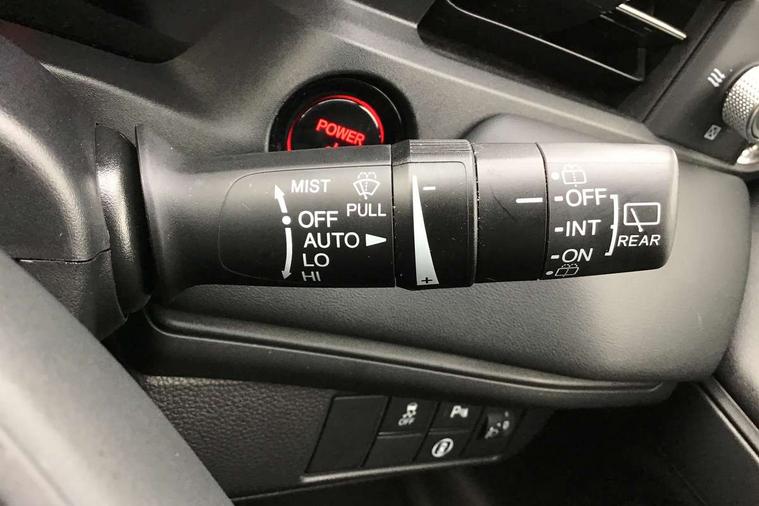 POWER
MIST
PULL
OFF
AUTO
LO
HI
-
+
-OFF
-INT
-ON
REAR
OFF
P